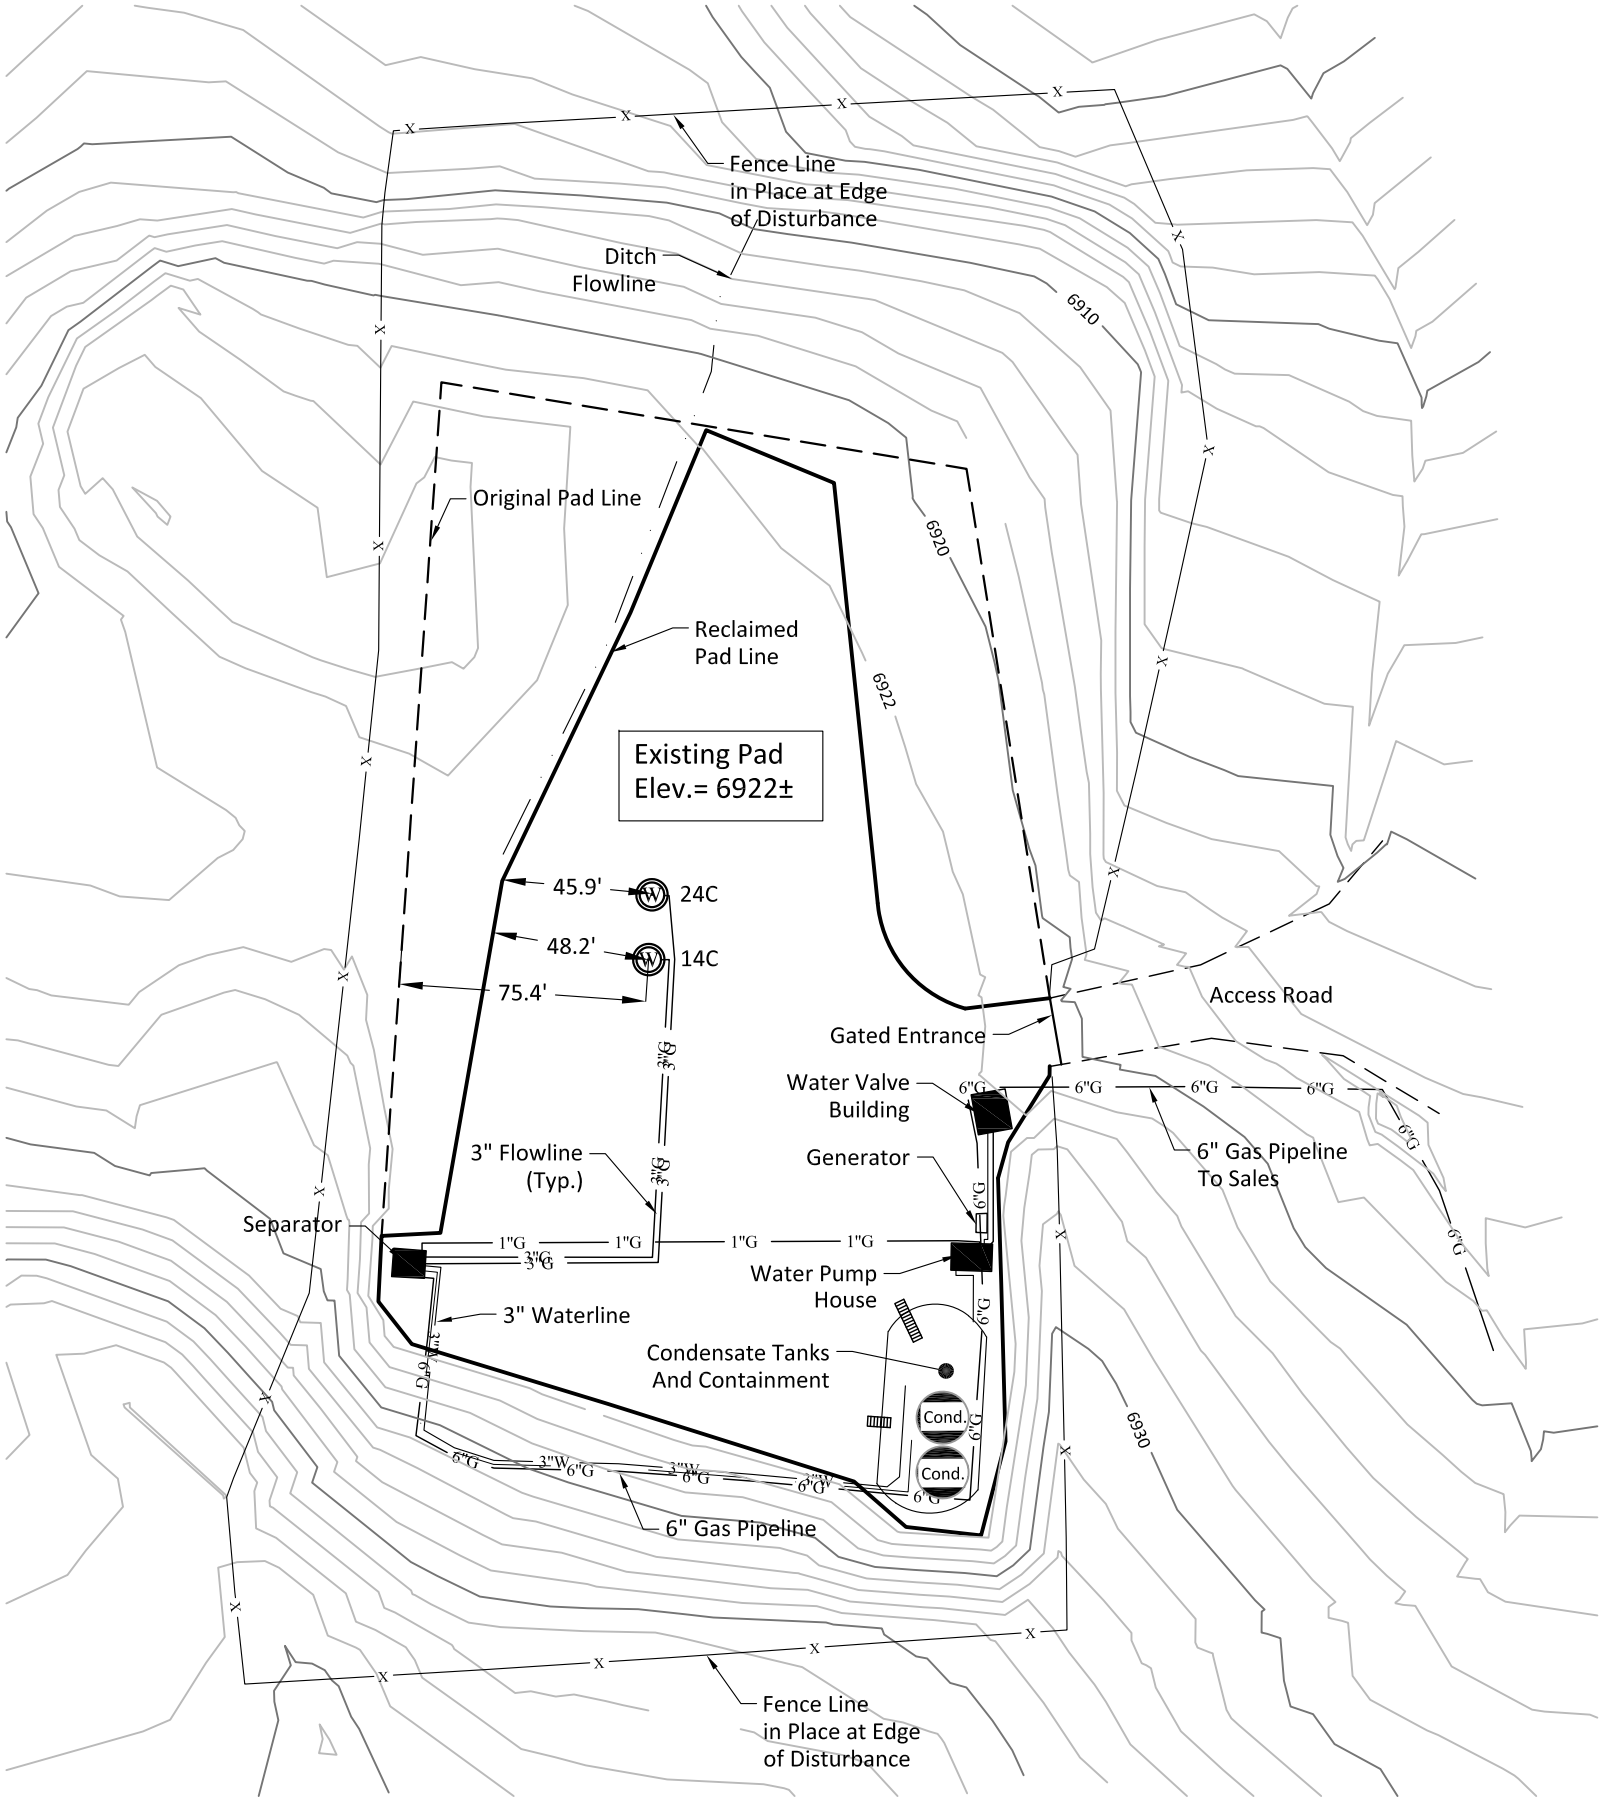 X
X
X
X
Fence Line
in Place at Edge
of Disturbance
X
Ditch
Flowline
6910
X
X
Original Pad Line
6920
X
Reclaimed
Pad Line
X
6922
X
Existing Pad
Elev.= 6922±
X
45.9'
W
24C
48.2'
W
14C
X
75.4'
Access Road
Gated Entrance
3"G
3"G
Water Valve
Building
6"G
6"G
6"G
6"G
6"G
3" Flowline
(Typ.)
3"G
3"G
Generator
6" Gas Pipeline
To Sales
X
6"G
Separator
X
6"G
1"G
1"G
1"G
1"G
3"G
3"G
Water Pump
House
3" Waterline
6"G
3"W
6"G
Condensate Tanks
And Containment
X
Cond.
6"G
6930
X
6"G
3"W
6"G
3"W
6"G
3"W
6"G
Cond.
6"G
6" Gas Pipeline
X
X
X
X
X
Fence Line
in Place at Edge
of Disturbance